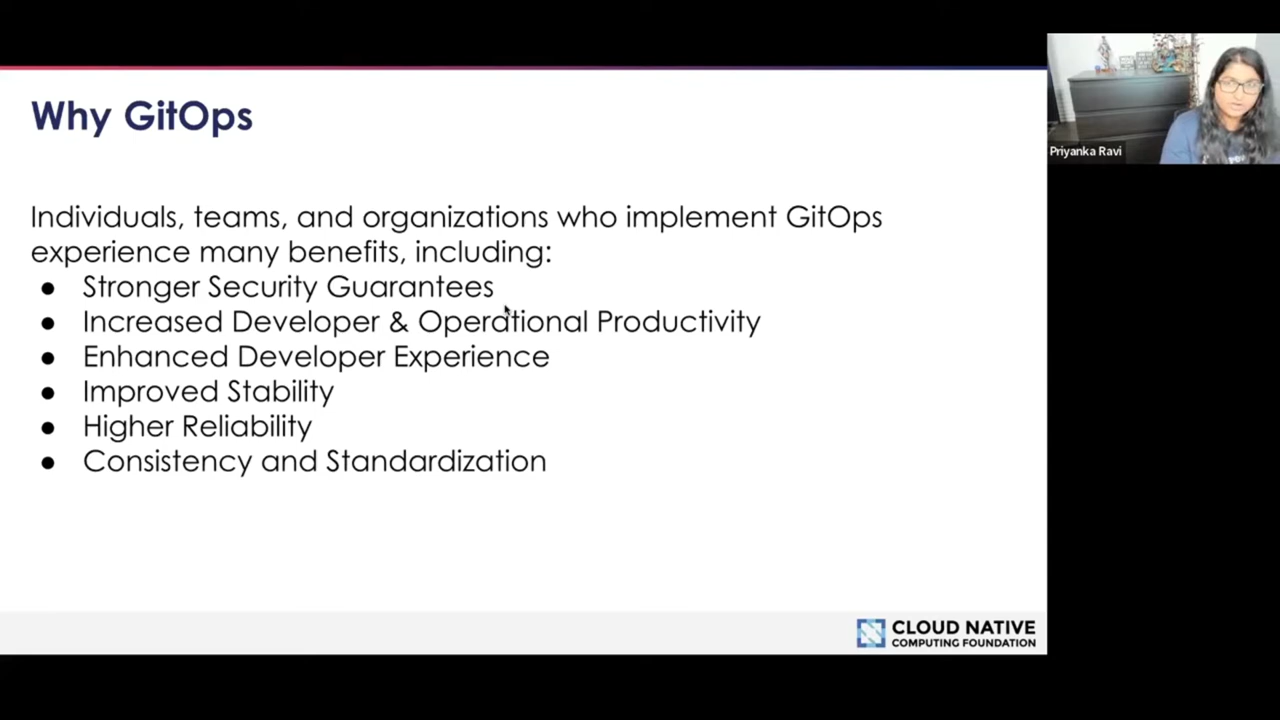 Why GitOps
Individuals, teams, and organizations who implement GitOps
experience many benefits, including:
● Stronger Security Guarantees
● Increased Developer & Operational Productivity
● Enhanced Developer Experience
● Improved Stability
● Higher Reliability
● Consistency and Standardization
CLOUD NATIVE
COMPUTING FOUNDATION
Priyanka Ravi